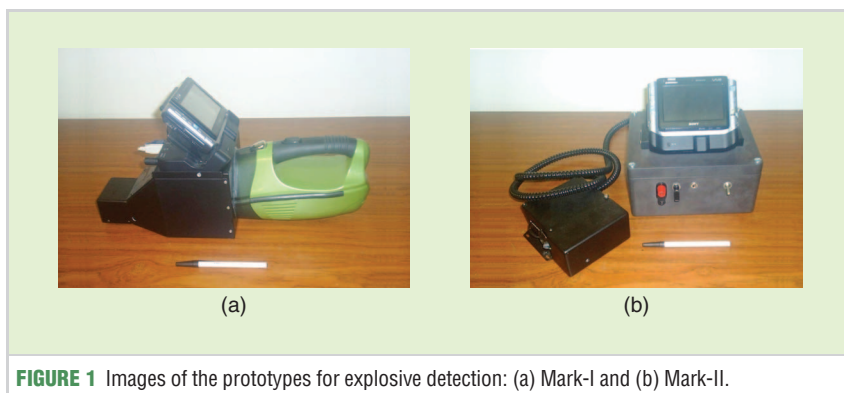 (a)
(b)
FIGURE 1 Images of the prototypes for explosive detection: (a) Mark-I and (b) Mark-II.